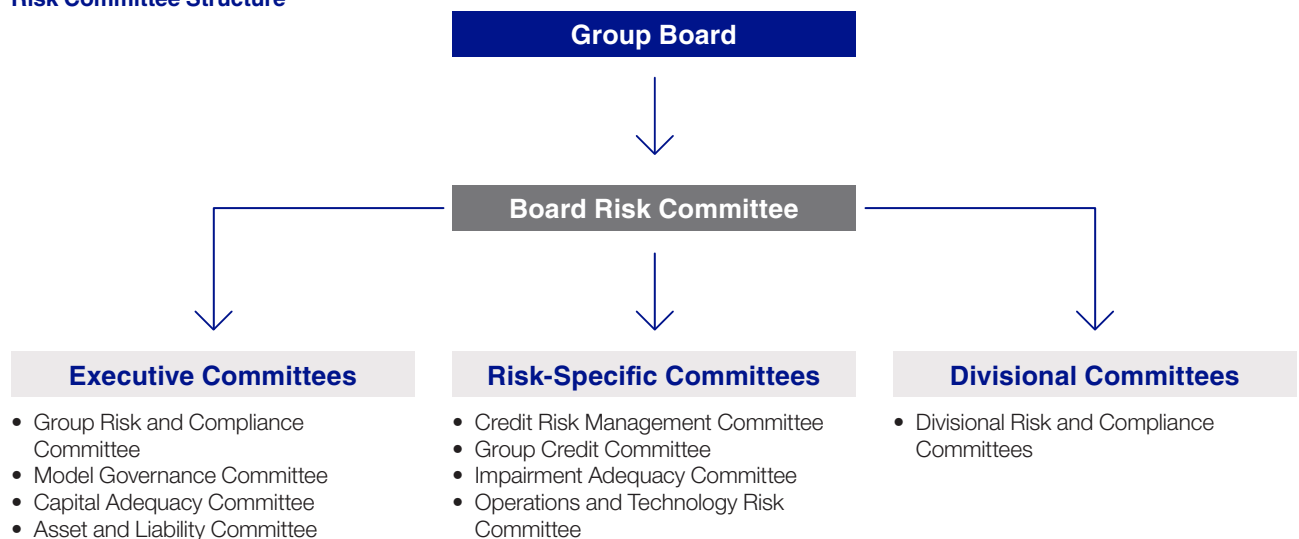 Risk Committee Structure
Group Board
Board Risk Committee
Executive Committees
• Group Risk and Compliance
Committee
• Model Governance Committee
• Capital Adequacy Committee
• Asset and Liability Committee
Risk-Specific Committees
• Credit Risk Management Committee
• Group Credit Committee
• Impairment Adequacy Committee
• Operations and Technology Risk
Committee
Divisional Committees
• Divisional Risk and Compliance
Committees